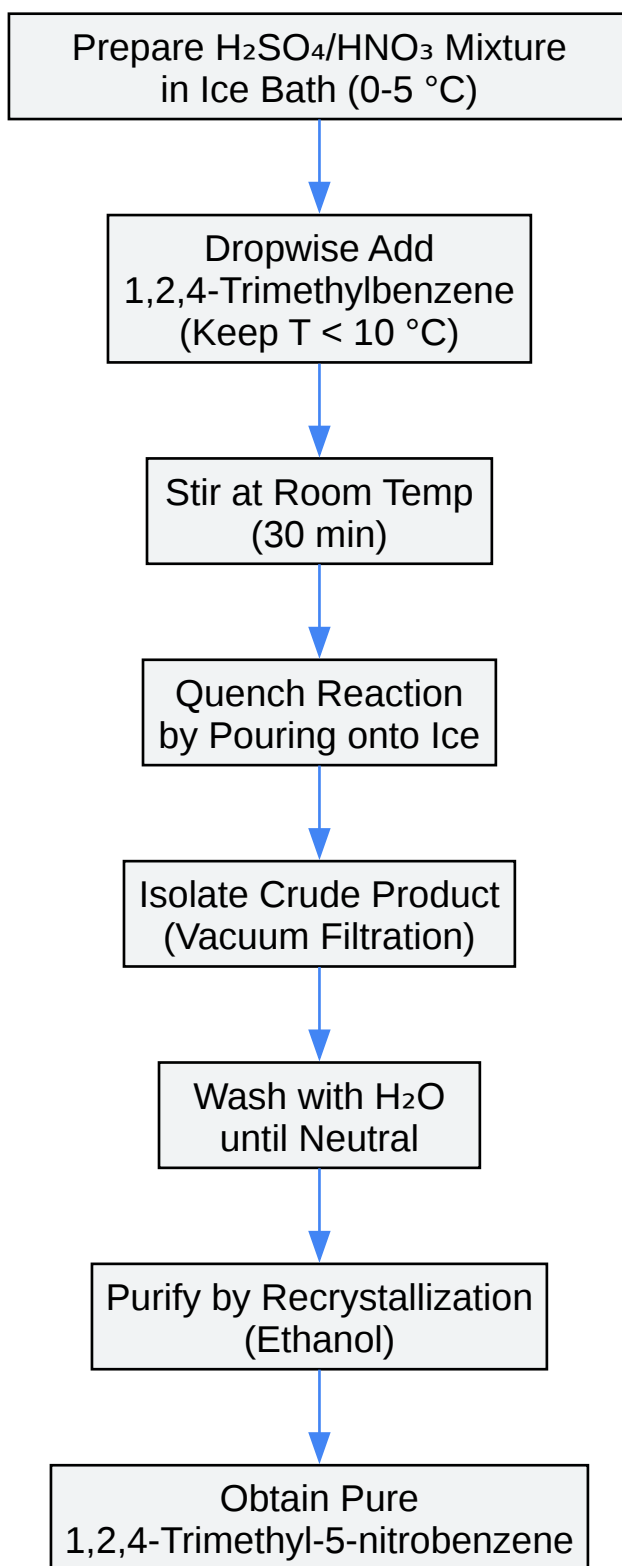 Prepare H₂SO₄/HNO₃ Mixture
in Ice Bath (0-5 °C)
Dropwise Add
1,2,4-Trimethylbenzene
(Keep T < 10 °C)
Stir at Room Temp
(30 min)
Quench Reaction
by Pouring onto Ice
Isolate Crude Product
(Vacuum Filtration)
Wash with H₂O
until Neutral
Purify by Recrystallization
(Ethanol)
Obtain Pure
1,2,4-Trimethyl-5-nitrobenzene